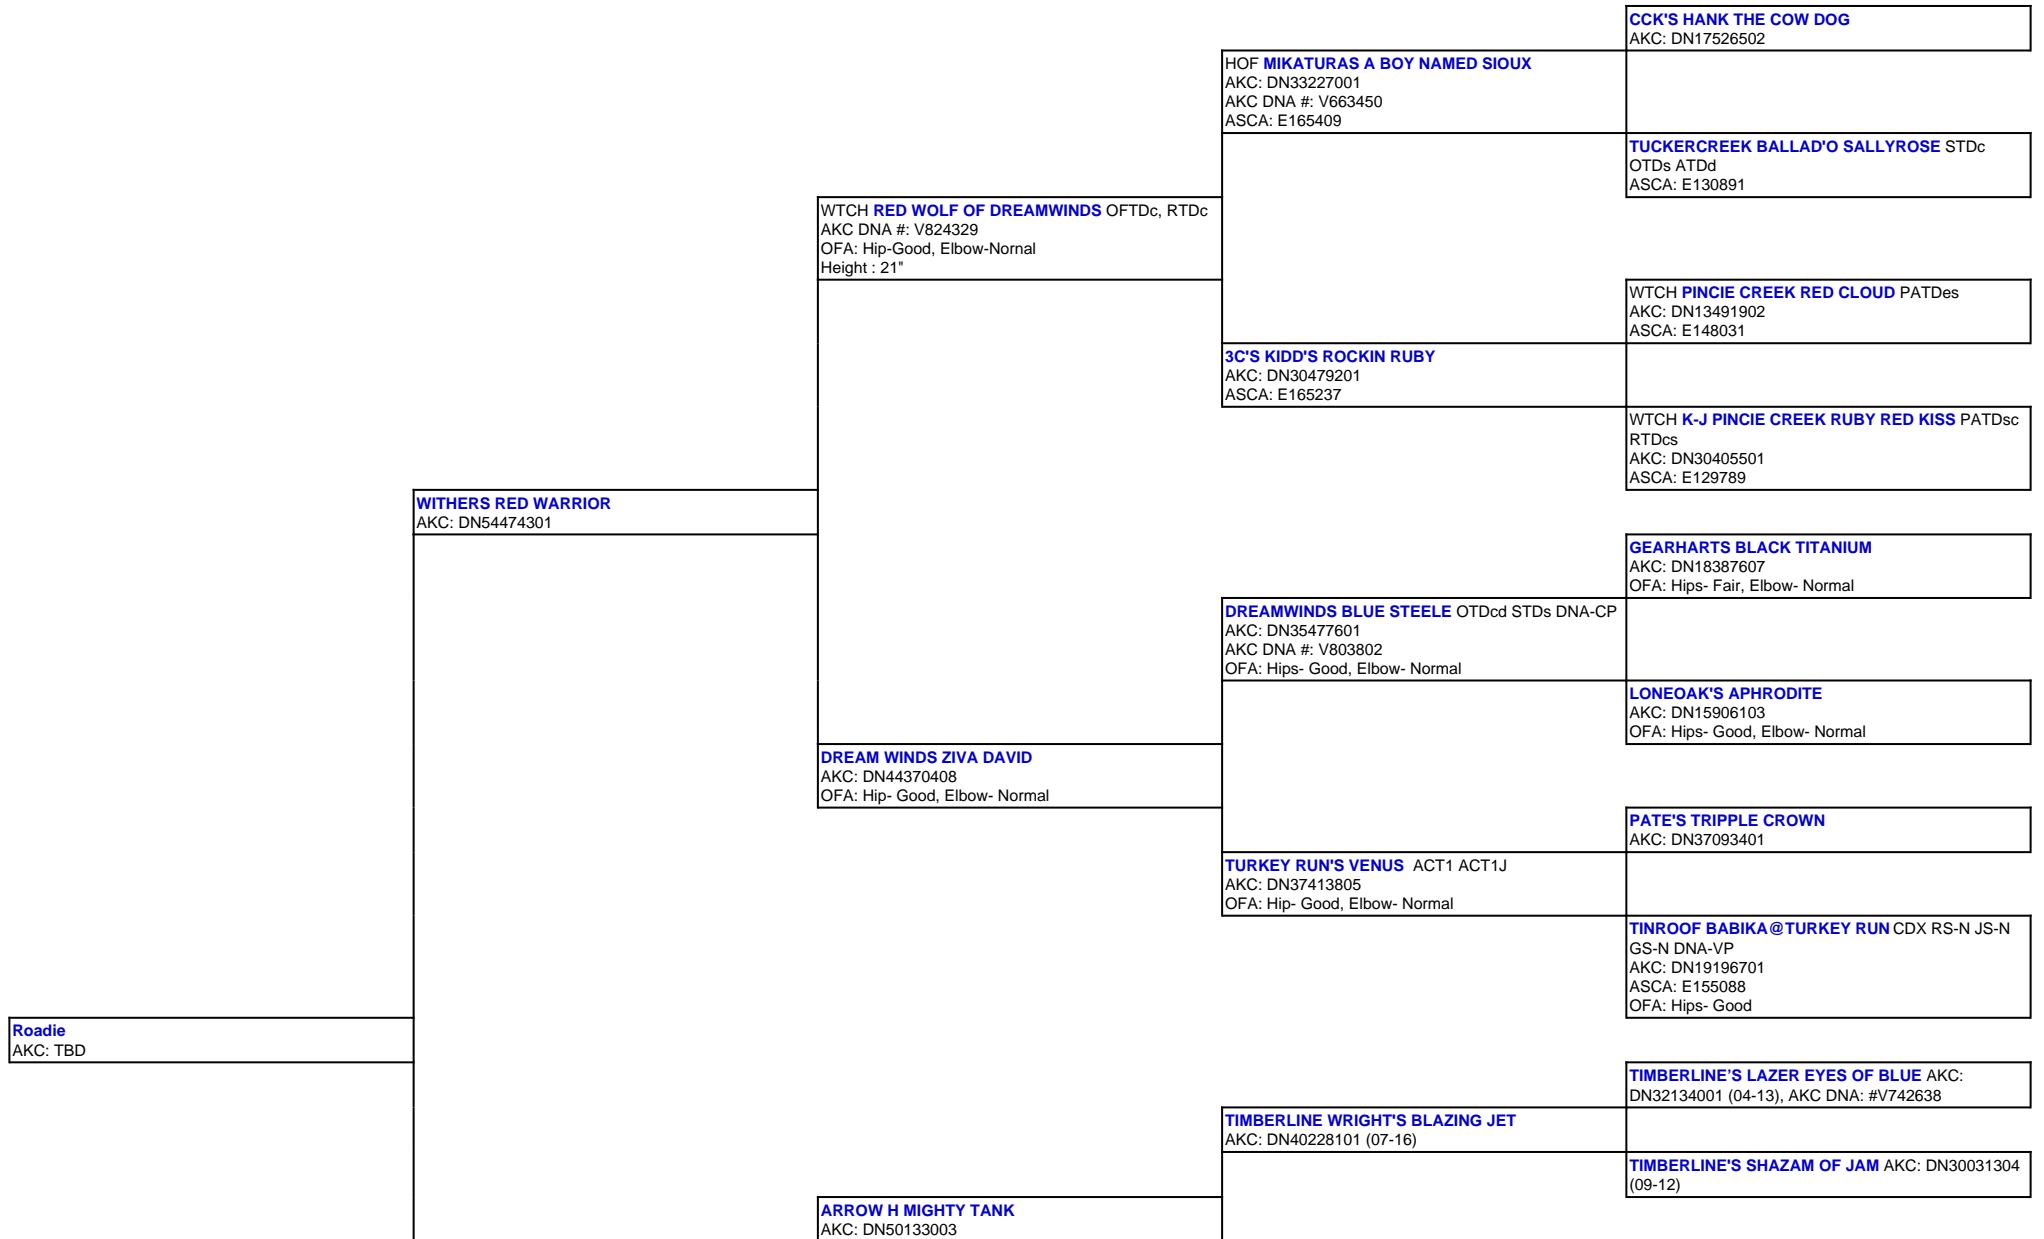 CCK'S HANK THE COW DOG
AKC: DN17526502
HOF MIKATURAS A BOY NAMED SIOUX
AKC: DN33227001
AKC DNA #: V663450
ASCA: E165409
TUCKERCREEK BALLAD'O SALLYROSE STDc
OTDs ATDd
ASCA: E130891
WTCH RED WOLF OF DREAMWINDS OFTDc, RTDc
AKC DNA #: V824329
OFA: Hip-Good, Elbow-Nornal
Height : 21"
WTCH PINCIE CREEK RED CLOUD PATDes
AKC: DN13491902
ASCA: E148031
3C'S KIDD'S ROCKIN RUBY
AKC: DN30479201
ASCA: E165237
WTCH K-J PINCIE CREEK RUBY RED KISS PATDsc
RTDcs
AKC: DN30405501
ASCA: E129789
WITHERS RED WARRIOR
AKC: DN54474301
GEARHARTS BLACK TITANIUM
AKC: DN18387607
OFA: Hips- Fair, Elbow- Normal
DREAMWINDS BLUE STEELE OTDcd STDs DNA-CP
AKC: DN35477601
AKC DNA #: V803802
OFA: Hips- Good, Elbow- Normal
LONEOAK'S APHRODITE
AKC: DN15906103
OFA: Hips- Good, Elbow- Normal
DREAM WINDS ZIVA DAVID
AKC: DN44370408
OFA: Hip- Good, Elbow- Normal
PATE'S TRIPPLE CROWN
AKC: DN37093401
TURKEY RUN'S VENUS ACT1 ACT1J
AKC: DN37413805
OFA: Hip- Good, Elbow- Normal
TINROOF BABIKA@TURKEY RUN CDX RS-N JS-N
GS-N DNA-VP
AKC: DN19196701
ASCA: E155088
OFA: Hips- Good
Roadie
AKC: TBD
TIMBERLINE’S LAZER EYES OF BLUE AKC:
DN32134001 (04-13), AKC DNA: #V742638
TIMBERLINE WRIGHT'S BLAZING JET
AKC: DN40228101 (07-16)
TIMBERLINE'S SHAZAM OF JAM AKC: DN30031304
(09-12)
ARROW H MIGHTY TANK
AKC: DN50133003